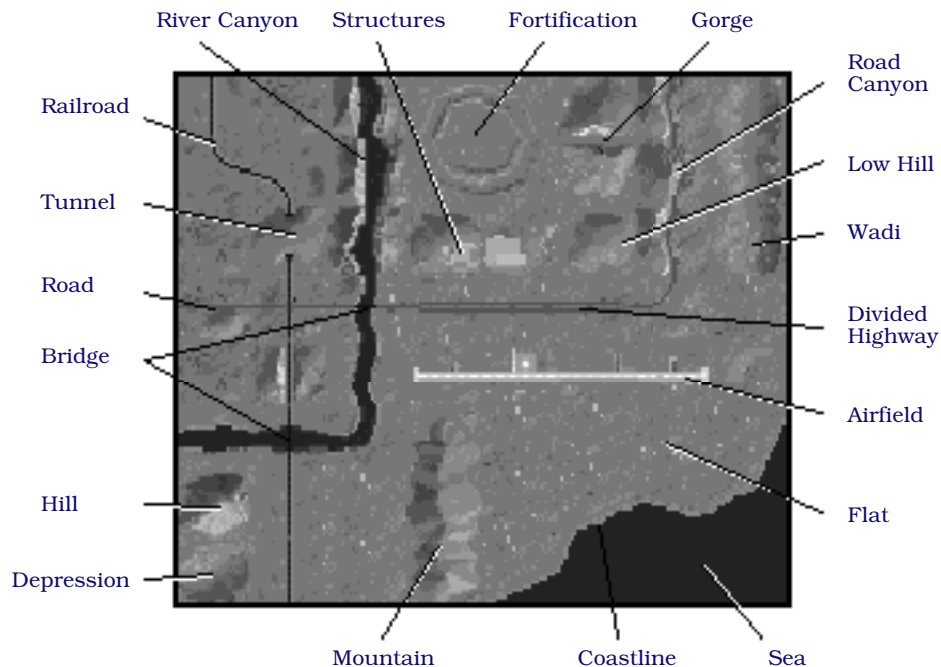 River Canyon
Structures
Fortification
Gorge
Road
Canyon
Railroad
Low Hill
Tunnel
Wadi
Road
Divided
Highway
Bridge
Airfield
Hill
Flat
Depression
Mountain
Coastline
Sea